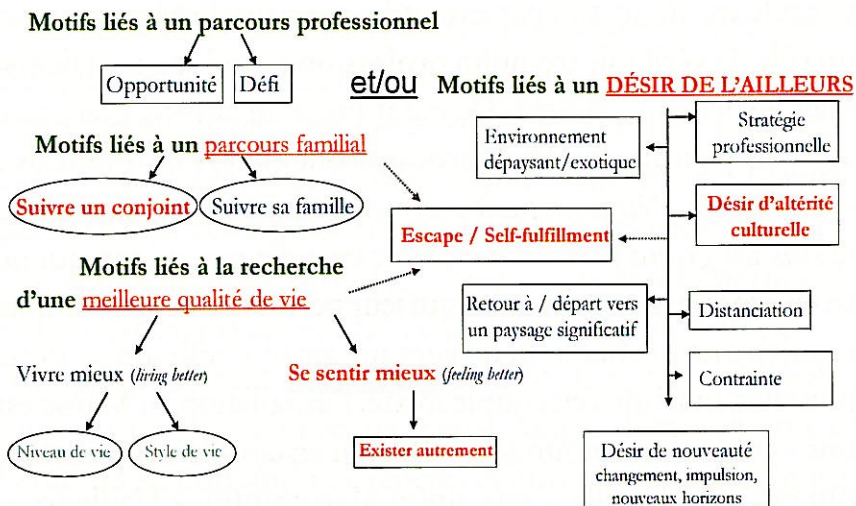 Motifs liés à un parcours professionnel
Opportunité
Défi
et/ou
Motifs liés à un DÉSIR DE L'AILLEURS
Environnement
dépaysant/exotique
Stratégie
professionnelle
Motifs liés à un parcours familial
Suivre un conjoint
Suivre sa famille
Escape / Self-fulfillment
Désir d'altérité
culturelle
Motifs liés à la recherche
d'une meilleure qualité de vie
Retour à / départ vers
un paysage significatif
Distanciation
Vivre mieux (living better)
Se sentir mieux (feeling better)
Contrainte
Niveau de vie
Style de vie
Exister autrement
Désir de nouveauté
changement, impulsion,
nouveaux horizons